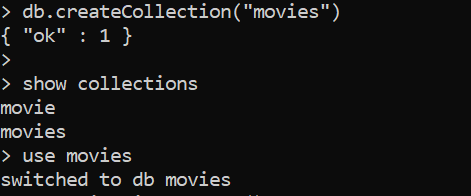 > db.createCollection("movies")
{ "ok" : 1 }
>
> show collections
movie
movies
> use movies
switched to db movies